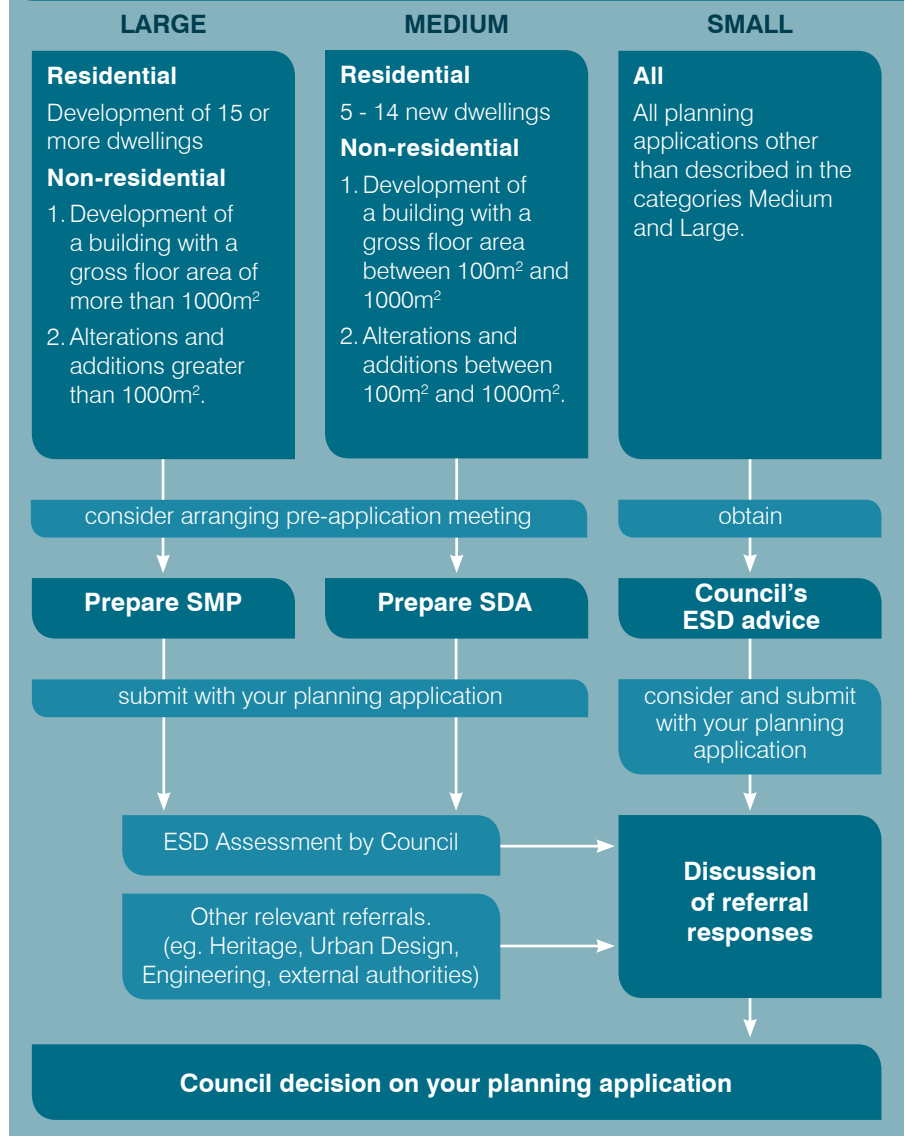 LARGE
Residential
Development of 15 or
more dwellings
Non-residential
1. Development of
a building with a
gross floor area of
more than 1000m²
2. Alterations and
additions greater
than 1000m².
MEDIUM
Residential
5 - 14 new dwellings
Non-residential
1. Development of
a building with a
gross floor area
between 100m² and
1000m²
2. Alterations and
additions between
100m² and 1000m².
SMALL
All
All planning
applications other
than described in the
categories Medium
and Large.
consider arranging pre-application meeting
obtain
Prepare SMP
Prepare SDA
Council's
ESD advice
submit with your planning application
consider and submit
with your planning
application
ESD Assessment by Council
Other relevant referrals.
(eg. Heritage, Urban Design,
Engineering, external authorities)
Discussion
of referral
responses
Council decision on your planning application